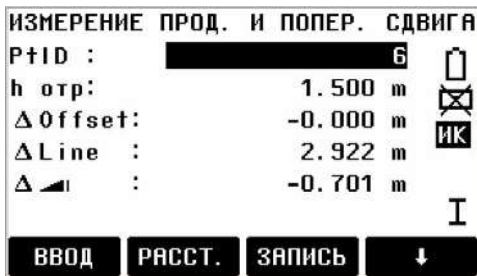 ИЗМЕРЕНИЕ ПРОД. И ПОПЕР. СДВИГА
PtID : 6
h отр: 1.500 m
ΔOffset: -0.000 m
ΔLine : 2.922 m
ИК
Δ◢ : -0.701 m
I
ВВОД РАССТ. ЗАПИСЬ ↓